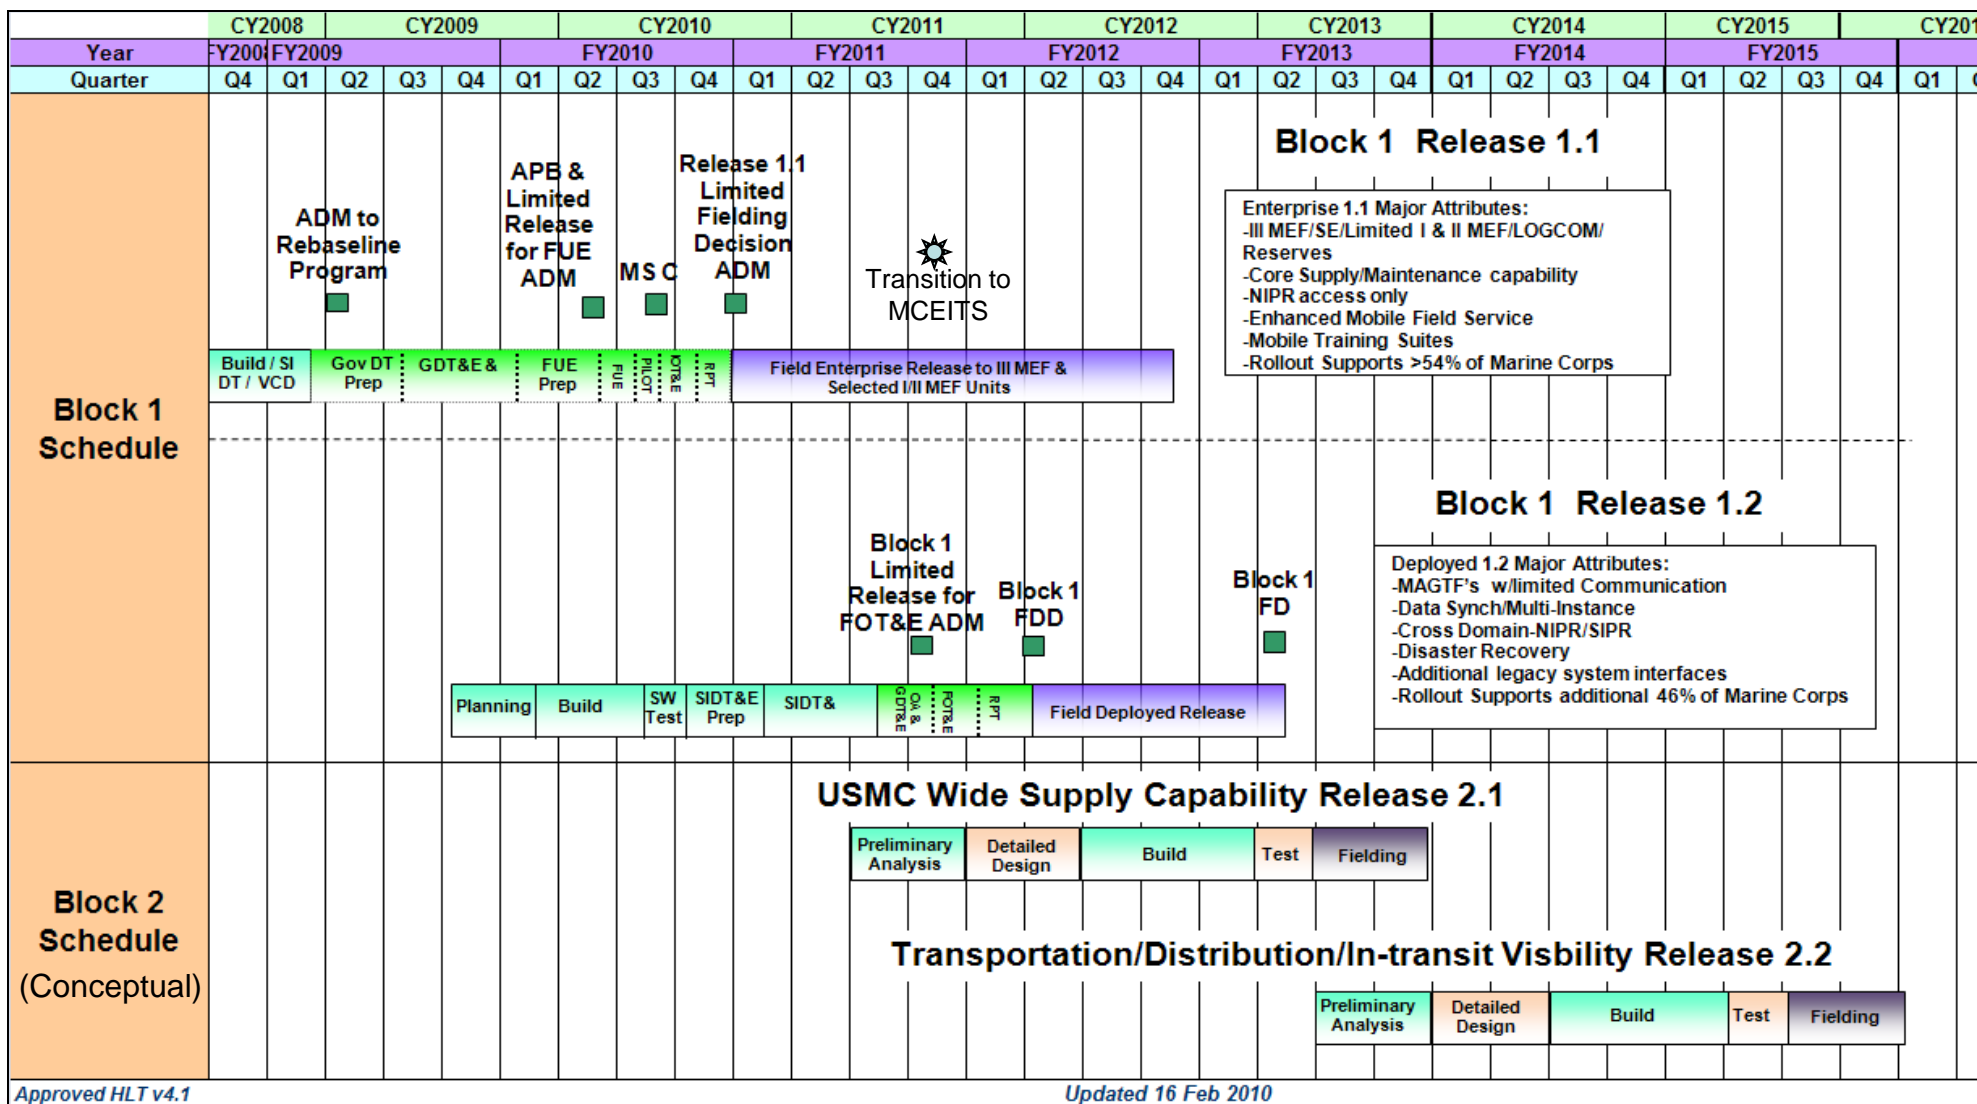 CY2008 CY2009 CY2010 CY2011 CY2012 CY2013 CY2014 CY2015 CY201
Year FY2008 FY2009 FY2010 FY2011 FY2012 FY2013 FY2014 FY2015
Quarter Q4 Q1 Q2 Q3 Q4 Q1 Q2 Q3 Q4 Q1 Q2 Q3 Q4 Q1 Q2 Q3 Q4 Q1 Q2 Q3 Q4 Q1 Q2 Q3 Q4 Q1 Q2 Q3 Q4 Q1
Block 1
Schedule
ADM to
Rebaseline
Program
APB &
Limited
Release
for FUE
ADM
MS C
Release 1.1
Limited
Fielding
Decision
ADM
Transition to
MCEITS
Block 1 Release 1.1
Enterprise 1.1 Major Attributes:
-III MEF/SE/Limited I & II MEF/LOGCOM/
Reserves
-Core Supply/Maintenance capability
-NIPR access only
-Enhanced Mobile Field Service
-Mobile Training Suites
-Rollout Supports >54% of Marine Corps
Build / SI
DT / VCD
Gov DT
Prep
GDT&E &
FUE
Prep
FUE
PILOT
IOT&E
RPT
Field Enterprise Release to III MEF &
Selected I/II MEF Units
Block 1 Release 1.2
Deployed 1.2 Major Attributes:
-MAGTF's w/limited Communication
-Data Synch/Multi-Instance
-Cross Domain-NIPR/SIPR
-Disaster Recovery
-Additional legacy system interfaces
-Rollout Supports additional 46% of Marine Corps
Block 1
Limited
Release for
FOT&E ADM
Block 1
FDD
Block 1
FD
Planning
Build
SW
Test
SIDT&E
Prep
SIDT&
OA &
GDT&E
FOT&E
RPT
Field Deployed Release
Block 2
Schedule
(Conceptual)
USMC Wide Supply Capability Release 2.1
Preliminary
Analysis
Detailed
Design
Build
Test
Fielding
Transportation/Distribution/In-transit Visbility Release 2.2
Preliminary
Analysis
Detailed
Design
Build
Test
Fielding
Approved HLT v4.1
Updated 16 Feb 2010